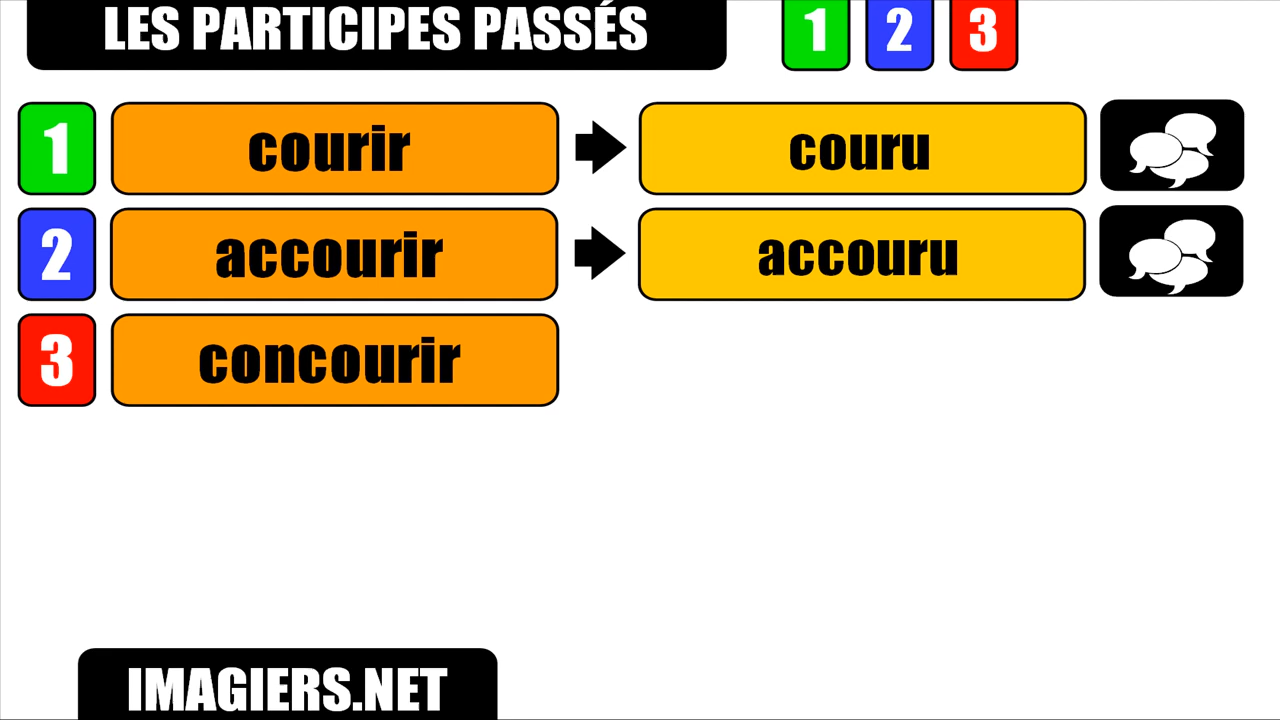 LES PARTICIPES PASSÉS 1 2 3
1 courir couru
2 accourir accouru
3 concourir
IMAGIERS.NET